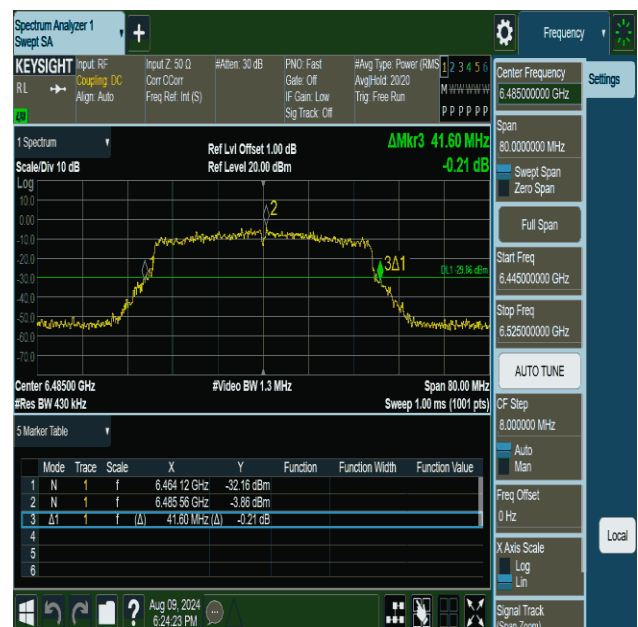 Spectrum Analyzer 1
Swept SA
+
Frequency
KEYSIGHT
RL
Input: RF
Coupling: DC
Align: Auto
Input Z: 50 Ω
Corr CCorr
Freq Ref: Int (S)
#Atten: 30 dB
PNO: Fast
Gate: Off
IF Gain: Low
Sig Track: Off
#Avg Type: Power (RMS
Avg|Hold: 20/20
Trig: Free Run
1 2 3 4 5 6
M W W W W W
P P P P P P
Center Frequency
6.485000000 GHz
Settings
Span
80.0000000 MHz
Swept Span
Zero Span
Full Span
Start Freq
6.445000000 GHz
Stop Freq
6.525000000 GHz
AUTO TUNE
CF Step
8.000000 MHz
Auto
Man
Freq Offset
0 Hz
X Axis Scale
Log
Lin
Signal Track
(Span Zoom)
Local
1 Spectrum
Scale/Div 10 dB
Ref Lvl Offset 1.00 dB
Ref Level 20.00 dBm
ΔMkr3 41.60 MHz
-0.21 dB
Log
10.0
0.00
-10.0
-20.0
-30.0
-40.0
-50.0
-60.0
-70.0
2
1
3Δ1
DL1 -29.86 dBm
Center 6.48500 GHz
#Video BW 1.3 MHz
Span 80.00 MHz
#Res BW 430 kHz
Sweep 1.00 ms (1001 pts)
5 Marker Table
Mode Trace Scale X Y Function Function Width Function Value
1 N 1 f 6.464 12 GHz -32.16 dBm
2 N 1 f 6.485 56 GHz -3.86 dBm
3 Δ1 1 f (Δ) 41.60 MHz (Δ) -0.21 dB
4
5
6
?
Aug 09, 2024
6:24:23 PM